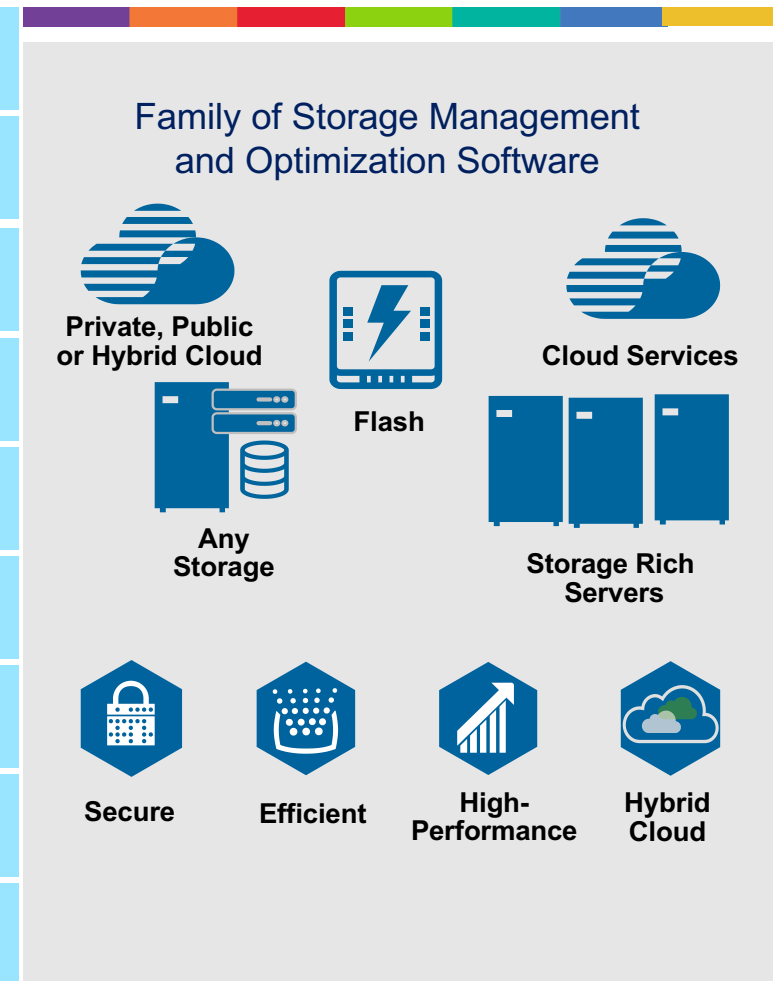 Family of Storage Management
and Optimization Software
Private, Public
or Hybrid Cloud
Flash
Cloud Services
Any
Storage
Storage Rich
Servers
Secure
Efficient
High-
Performance
Hybrid
Cloud